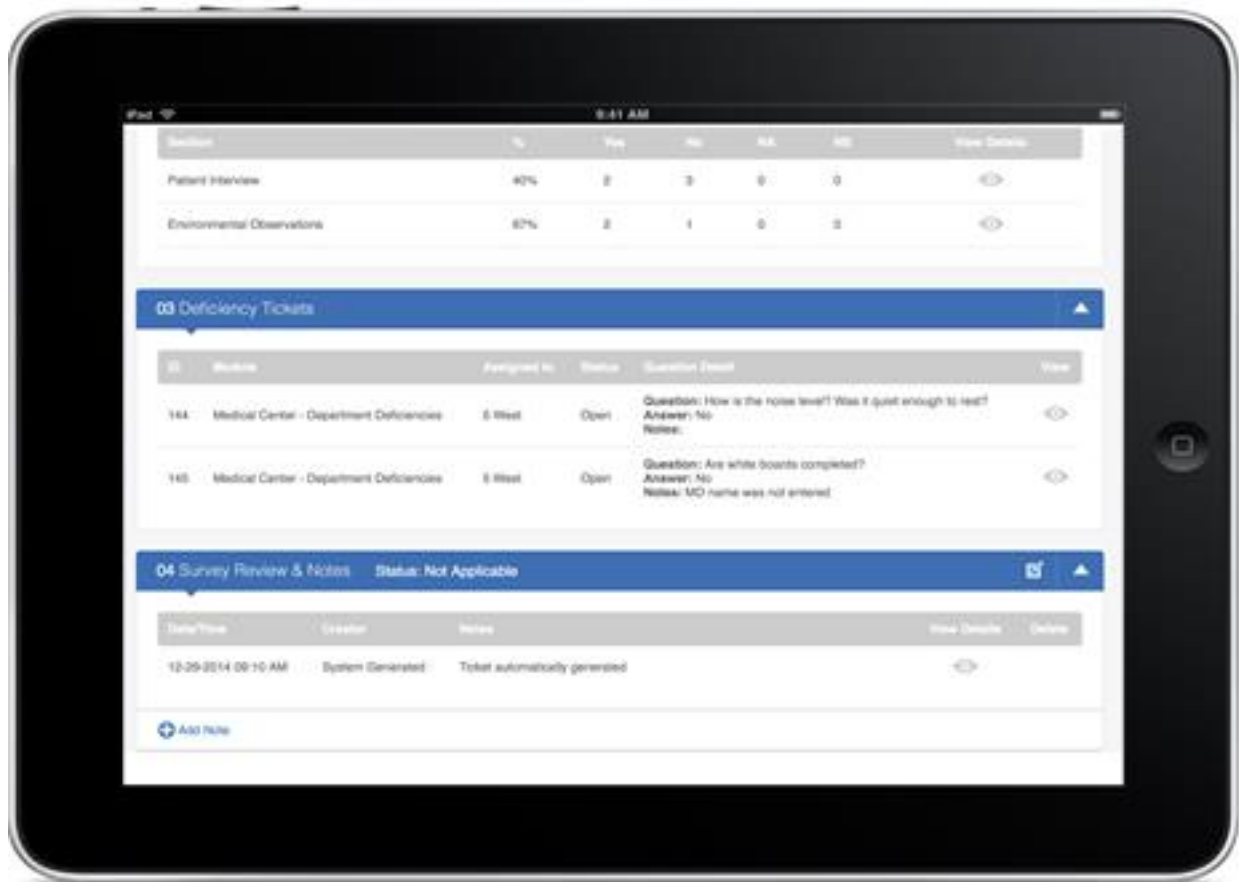 iPad 9:41 AM
Section % Yes No NA NS View Details
Patient Interview 40% 2 3 0 0
Environmental Observations 67% 2 1 0 0
03 Deficiency Tickets
ID Module Assigned to Status Question Detail View
144 Medical Center - Department Deficiencies West Open Question: How is the noise level? Was it quiet enough to rest?
Answer: No
Notes:
145 Medical Center - Department Deficiencies West Open Question: Are white boards completed?
Answer: No
Notes: MD name was not entered
04 Survey Review & Notes Status: Not Applicable
Date/Time Creator Notes View Details Delete
12-29-2014 09:10 AM System Generated Ticket automatically generated
Add Note